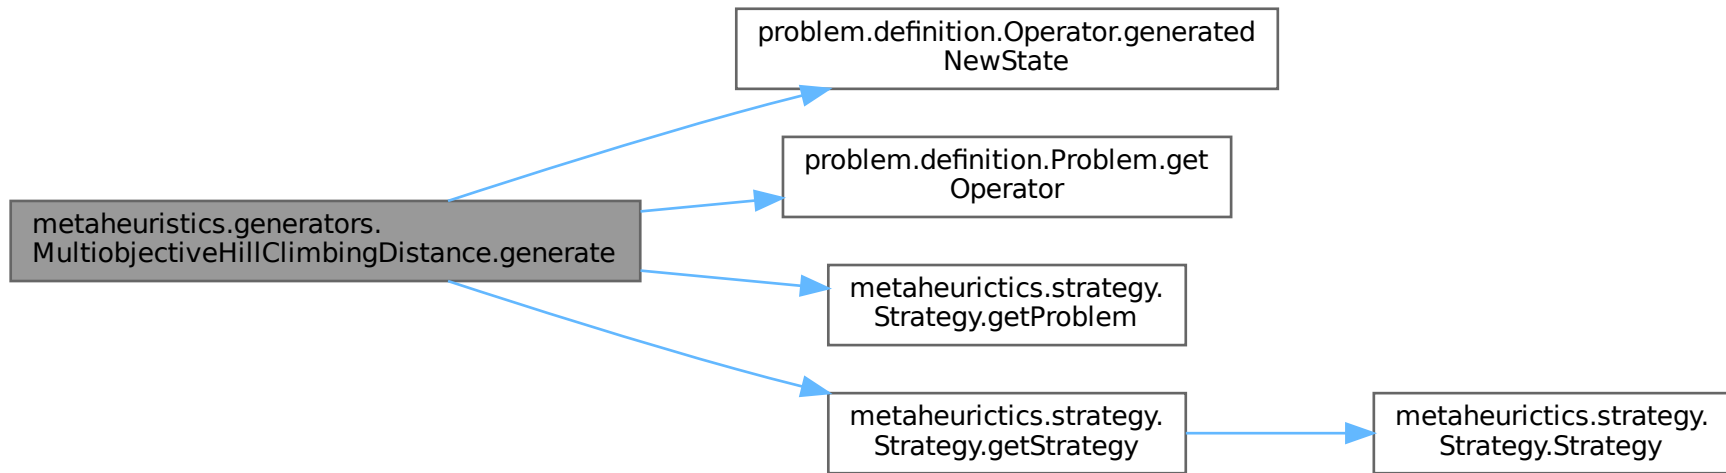 problem.definition.Operator.generated
NewState
problem.definition.Problem.get
Operator
metaheuristics.generators.
MultiobjectiveHillClimbingDistance.generate
metaheurictics.strategy.
Strategy.getProblem
metaheurictics.strategy.
Strategy.getStrategy
metaheurictics.strategy.
Strategy.Strategy